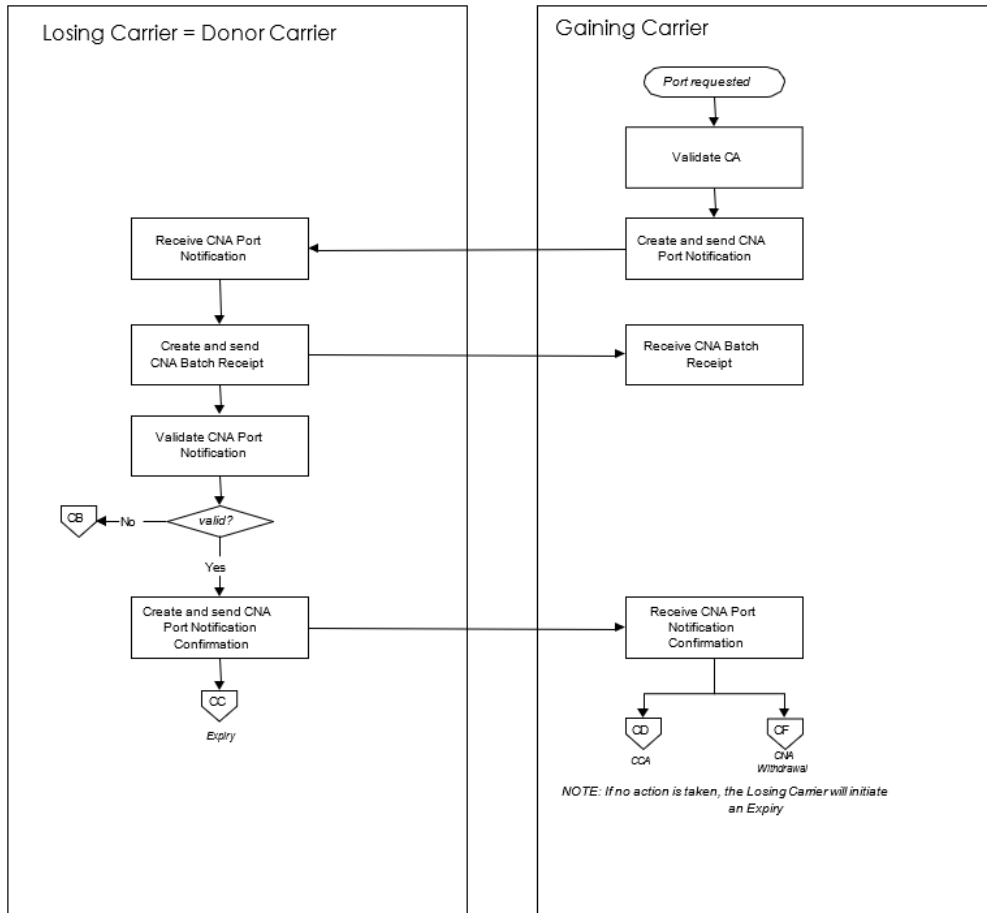 Losing Carrier = Donor Carrier
Gaining Carrier
Port requested
Validate CA
Receive CNA Port
Notification
Create and send CNA
Port Notification
Create and send
CNA Batch Receipt
Receive CNA Batch
Receipt
Validate CNA Port
Notification
CB
No
valid?
Yes
Create and send CNA
Port Notification
Confirmation
Receive CNA Port
Notification
Confirmation
CC
Expiry
CD
CCA
CF
CNA
Withdrawal
NOTE: If no action is taken, the Losing Carrier will initiate
an Expiry